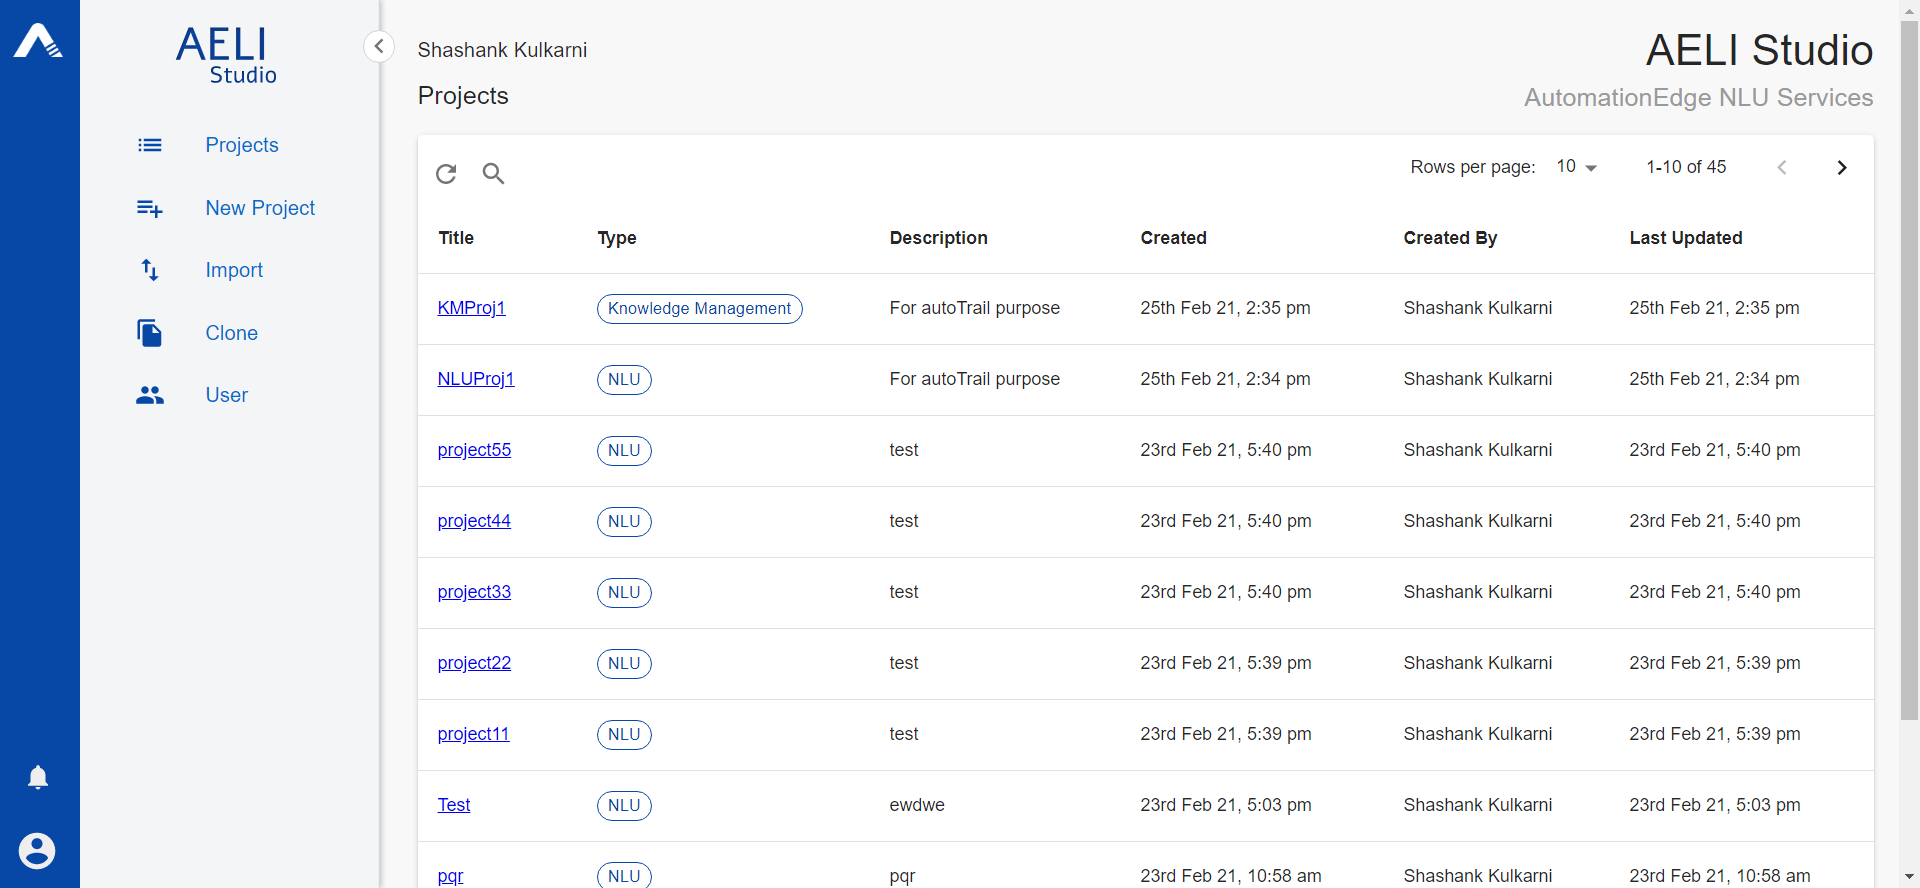 AELI
Studio
Projects
New Project
Import
Clone
User
Shashank Kulkarni
Projects
AELI Studio
AutomationEdge NLU Services
Rows per page: 10 1-10 of 45
Title Type Description Created Created By Last Updated
KMProj1 Knowledge Management For autoTrail purpose 25th Feb 21, 2:35 pm Shashank Kulkarni 25th Feb 21, 2:35 pm
NLUProj1 NLU For autoTrail purpose 25th Feb 21, 2:34 pm Shashank Kulkarni 25th Feb 21, 2:34 pm
project55 NLU test 23rd Feb 21, 5:40 pm Shashank Kulkarni 23rd Feb 21, 5:40 pm
project44 NLU test 23rd Feb 21, 5:40 pm Shashank Kulkarni 23rd Feb 21, 5:40 pm
project33 NLU test 23rd Feb 21, 5:40 pm Shashank Kulkarni 23rd Feb 21, 5:40 pm
project22 NLU test 23rd Feb 21, 5:39 pm Shashank Kulkarni 23rd Feb 21, 5:39 pm
project11 NLU test 23rd Feb 21, 5:39 pm Shashank Kulkarni 23rd Feb 21, 5:39 pm
Test NLU ewdwe 23rd Feb 21, 5:03 pm Shashank Kulkarni 23rd Feb 21, 5:03 pm
pqr NLU pqr 23rd Feb 21, 10:58 am Shashank Kulkarni 23rd Feb 21, 10:58 am